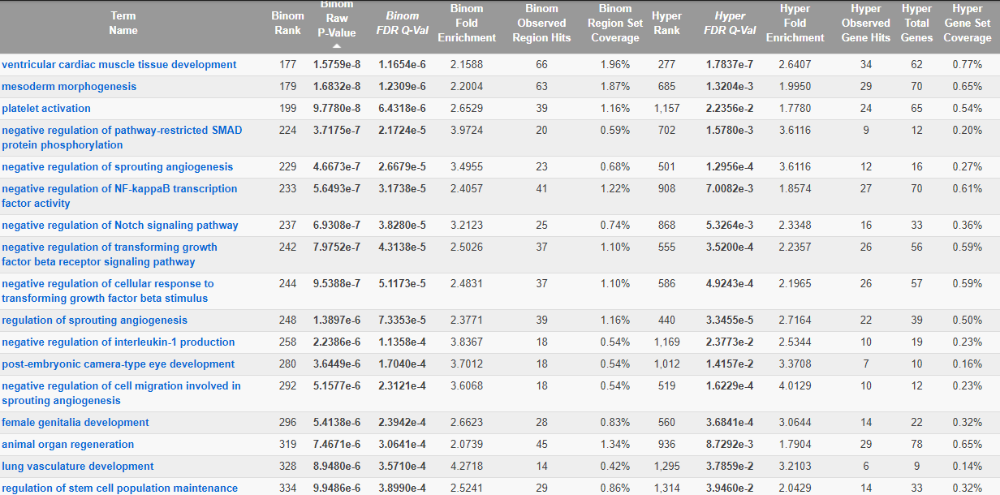 Term Name Binom Rank Binom Raw P-Value Binom FDR Q-Val Binom Fold Enrichment Binom Observed Region Hits Binom Region Set Coverage Hyper Rank Hyper FDR Q-Val Hyper Fold Enrichment Hyper Observed Gene Hits Hyper Total Genes Hyper Gene Set Coverage
ventricular cardiac muscle tissue development 177 1.5759e-8 1.1654e-6 2.1588 66 1.96% 277 1.7837e-7 2.6407 34 62 0.77%
mesoderm morphogenesis 179 1.6832e-8 1.2309e-6 2.2004 63 1.87% 685 1.3204e-3 1.9950 29 70 0.65%
platelet activation 199 9.7780e-8 6.4318e-6 2.6529 39 1.16% 1,157 2.2356e-2 1.7780 24 65 0.54%
negative regulation of pathway-restricted SMAD 224 3.7175e-7 2.1724e-5 3.9724 20 0.59% 702 1.5780e-3 3.6116 9 12 0.20%
protein phosphorylation
negative regulation of sprouting angiogenesis 229 4.6673e-7 2.6679e-5 3.4955 23 0.68% 501 1.2956e-4 3.6116 12 16 0.27%
negative regulation of NF-kappaB transcription 233 5.6493e-7 3.1738e-5 2.4057 41 1.22% 908 7.0082e-3 1.8574 27 70 0.61%
factor activity
negative regulation of Notch signaling pathway 237 6.9308e-7 3.8280e-5 3.2123 25 0.74% 868 5.3264e-3 2.3348 16 33 0.36%
negative regulation of transforming growth 242 7.9752e-7 4.3138e-5 2.5026 37 1.10% 555 3.5200e-4 2.2357 26 56 0.59%
factor beta receptor signaling pathway
negative regulation of cellular response to 244 9.5388e-7 5.1173e-5 2.4831 37 1.10% 586 4.9243e-4 2.1965 26 57 0.59%
transforming growth factor beta stimulus
regulation of sprouting angiogenesis 248 1.3897e-6 7.3353e-5 2.3771 39 1.16% 440 3.3455e-5 2.7164 22 39 0.50%
negative regulation of interleukin-1 production 258 2.2386e-6 1.1358e-4 3.8367 18 0.54% 1,169 2.3773e-2 2.5344 10 19 0.23%
post-embryonic camera-type eye development 280 3.6449e-6 1.7040e-4 3.7012 18 0.54% 1,012 1.4157e-2 3.3708 7 10 0.16%
negative regulation of cell migration involved in 292 5.1577e-6 2.3121e-4 3.6068 18 0.54% 519 1.6229e-4 4.0129 10 12 0.23%
sprouting angiogenesis
female genitalia development 296 5.4138e-6 2.3942e-4 2.6623 28 0.83% 560 3.6841e-4 3.0644 14 22 0.32%
animal organ regeneration 319 7.4671e-6 3.0641e-4 2.0739 45 1.34% 936 8.7292e-3 1.7904 29 78 0.65%
lung vasculature development 328 8.9480e-6 3.5710e-4 4.2718 14 0.42% 1,295 3.7859e-2 3.2103 6 9 0.14%
regulation of stem cell population maintenance 334 9.9486e-6 3.8990e-4 2.5241 29 0.86% 1,314 3.9460e-2 2.0429 14 33 0.32%